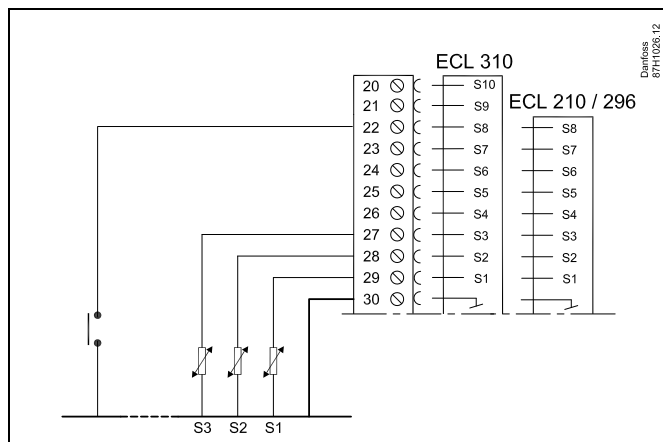 Danfoss
87H1026.12
ECL 310
ECL 210 / 296
20 S10
21 S9
22 S8 S8
23 S7 S7
24 S6 S6
25 S5 S5
26 S4 S4
27 S3 S3
28 S2 S2
29 S1 S1
30
S3 S2 S1